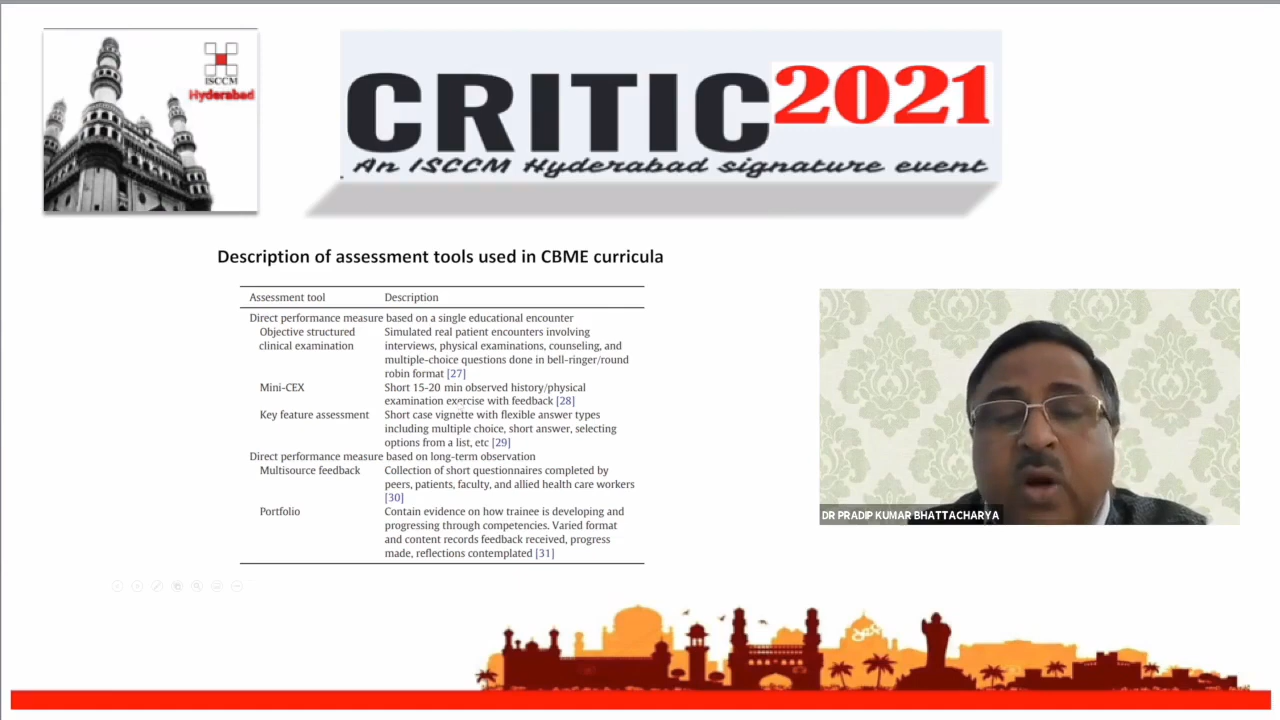 ISCCM
Hyderabad
CRITIC 2021
An ISCCM Hyderabad signature event
Description of assessment tools used in CBME curricula
Assessment tool Description
Direct performance measure based on a single educational encounter
Objective structured Simulated real patient encounters involving
clinical examination interviews, physical examinations, counseling, and
multiple-choice questions done in bell-ringer/round
robin format [27]
Mini-CEX Short 15-20 min observed history/physical
examination exercise with feedback [28]
Key feature assessment Short case vignette with flexible answer types
including multiple choice, short answer, selecting
options from a list, etc [29]
Direct performance measure based on long-term observation
Multisource feedback Collection of short questionnaires completed by
peers, patients, faculty, and allied health care workers
[30]
Portfolio Contain evidence on how trainee is developing and
progressing through competencies. Varied format
and content records feedback received, progress
made, reflections contemplated [31]
DR PRADIP KUMAR BHATTACHARYA